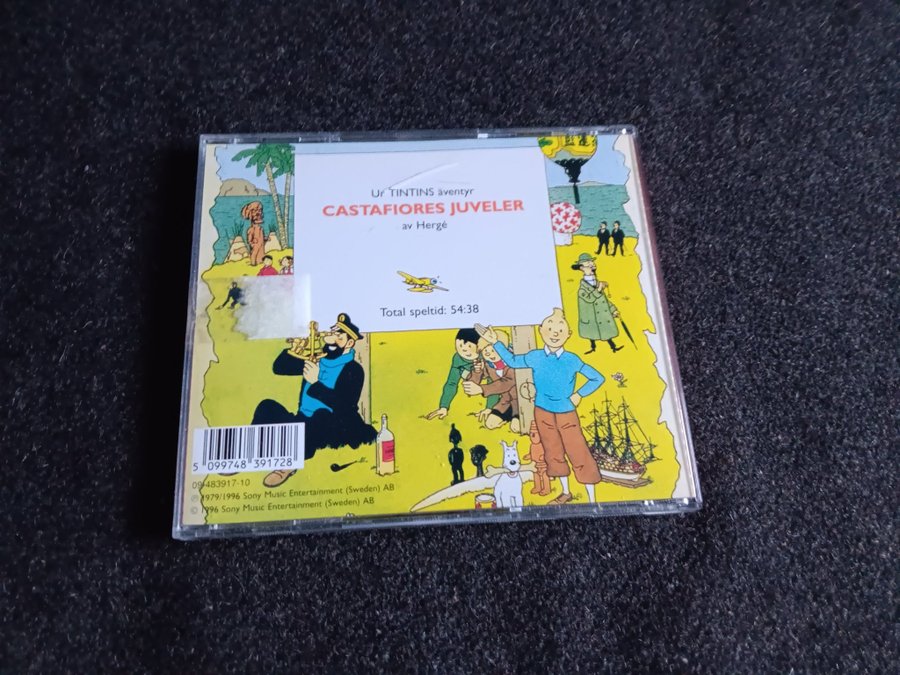 Ur TINTINS äventyr
CASTAFIORES JUVELER
av Hergé
Total speltid: 54:38
5 099748 391728
09-483917-10
℗ 1979/1996 Sony Music Entertainment (Sweden) AB
© 1996 Sony Music Entertainment (Sweden) AB